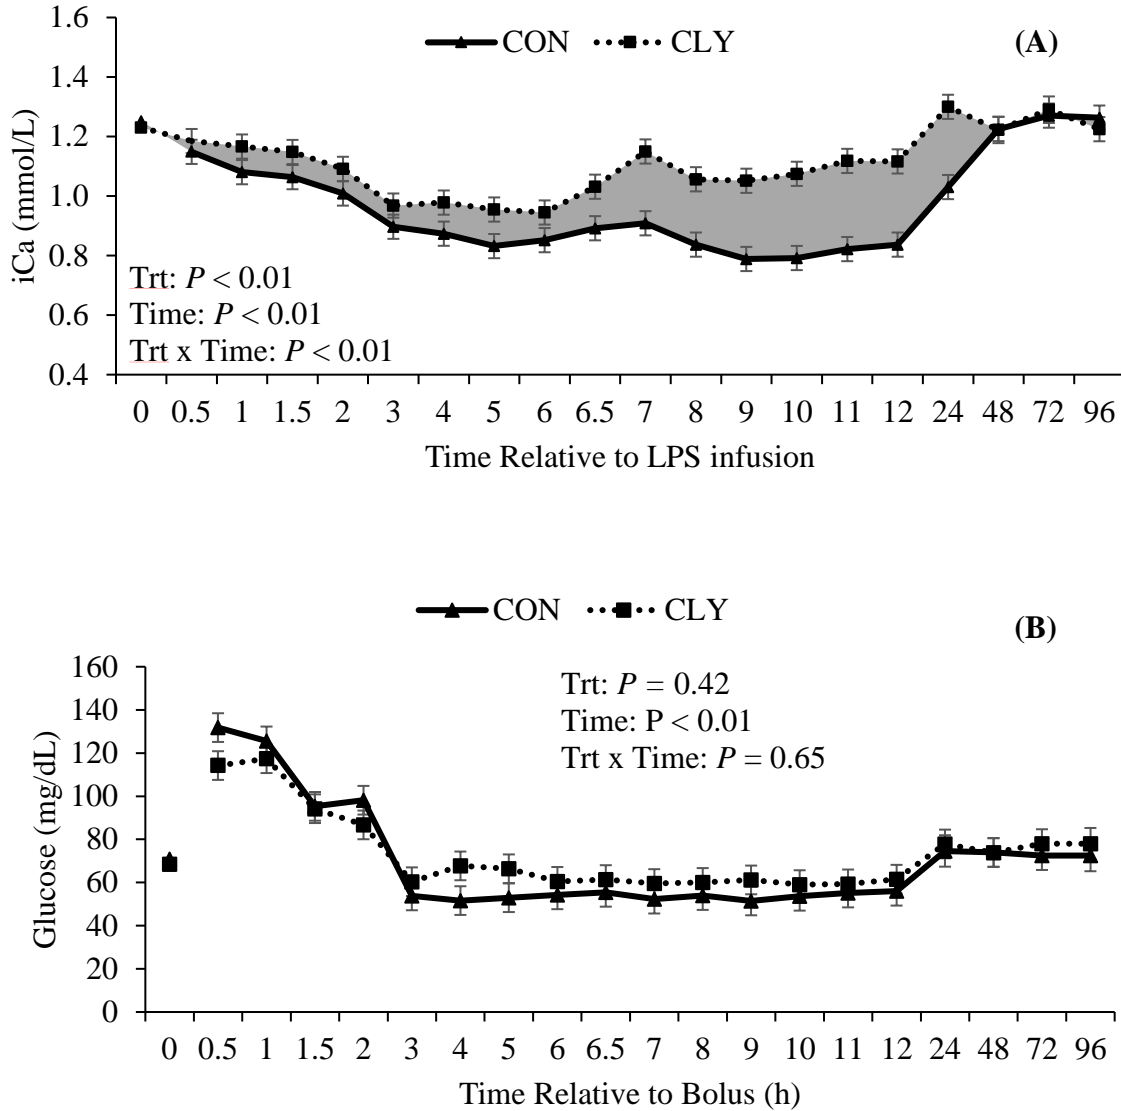 CON CLY (A)
1.6
1.4
1.2
1.0
0.8
0.6
0.4
iCa (mmol/L)
Trt: P < 0.01
Time: P < 0.01
Trt x Time: P < 0.01
0 0.5 1 1.5 2 3 4 5 6 6.5 7 8 9 10 11 12 24 48 72 96
Time Relative to LPS infusion
CON CLY (B)
160
140
120
100
80
60
40
20
0
Glucose (mg/dL)
Trt: P = 0.42
Time: P < 0.01
Trt x Time: P = 0.65
0 0.5 1 1.5 2 3 4 5 6 6.5 7 8 9 10 11 12 24 48 72 96
Time Relative to Bolus (h)